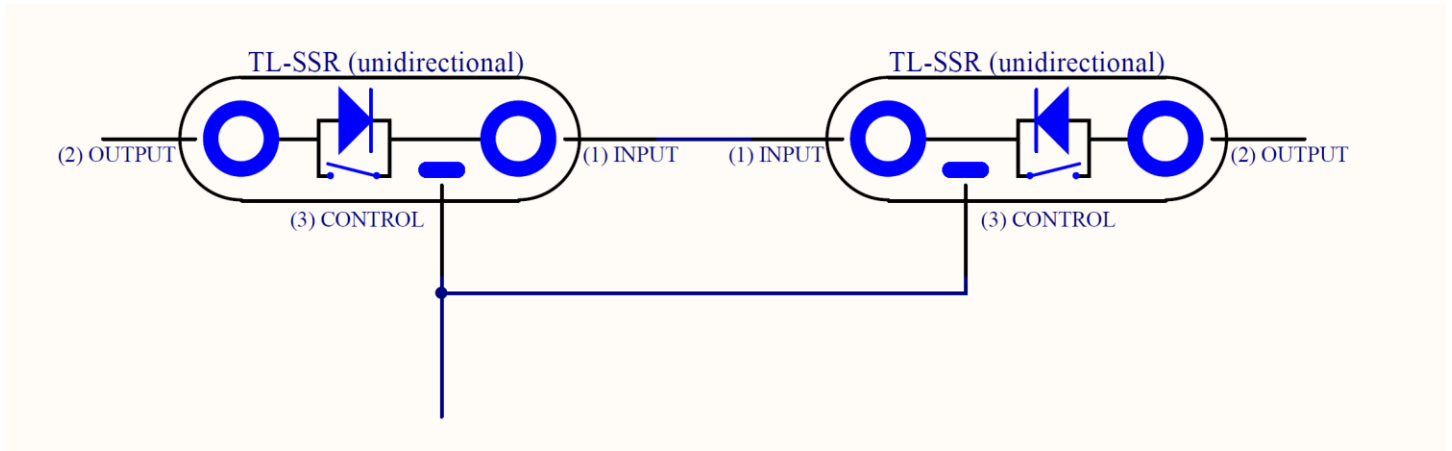 TL-SSR (unidirectional)
TL-SSR (unidirectional)
(2) OUTPUT
(1) INPUT
(1) INPUT
(2) OUTPUT
(3) CONTROL
(3) CONTROL